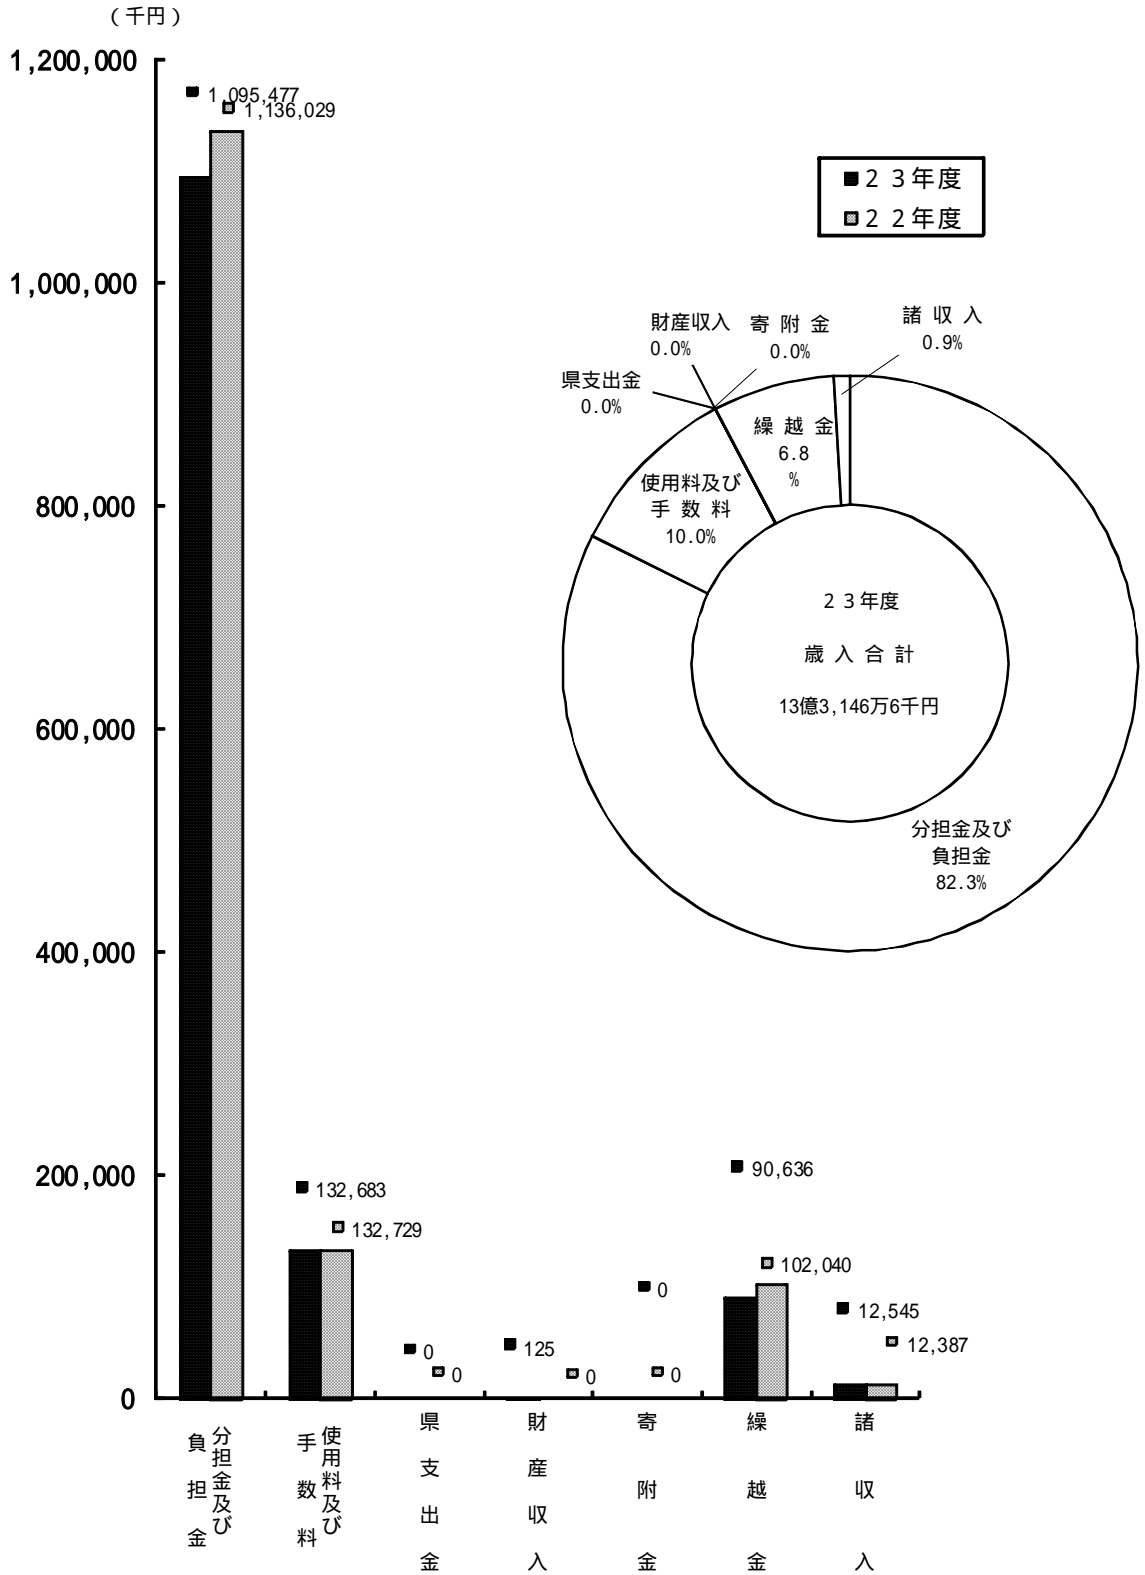 （千円）
1,200,000
1,000,000
800,000
600,000
400,000
200,000
0
1,095,477
1,136,029
132,683
132,729
0
0
125
0
0
0
90,636
102,040
12,545
12,387
分担金及び
負担金
使用料及び
手数料
県支出金
財産収入
寄附金
繰越金
諸収入
２３年度
２２年度
財産収入
0.0%
寄附金
0.0%
諸収入
0.9%
県支出金
0.0%
繰越金
6.8
%
使用料及び
手数料
10.0%
２３年度
歳入合計
13億3,146万6千円
分担金及び
負担金
82.3%